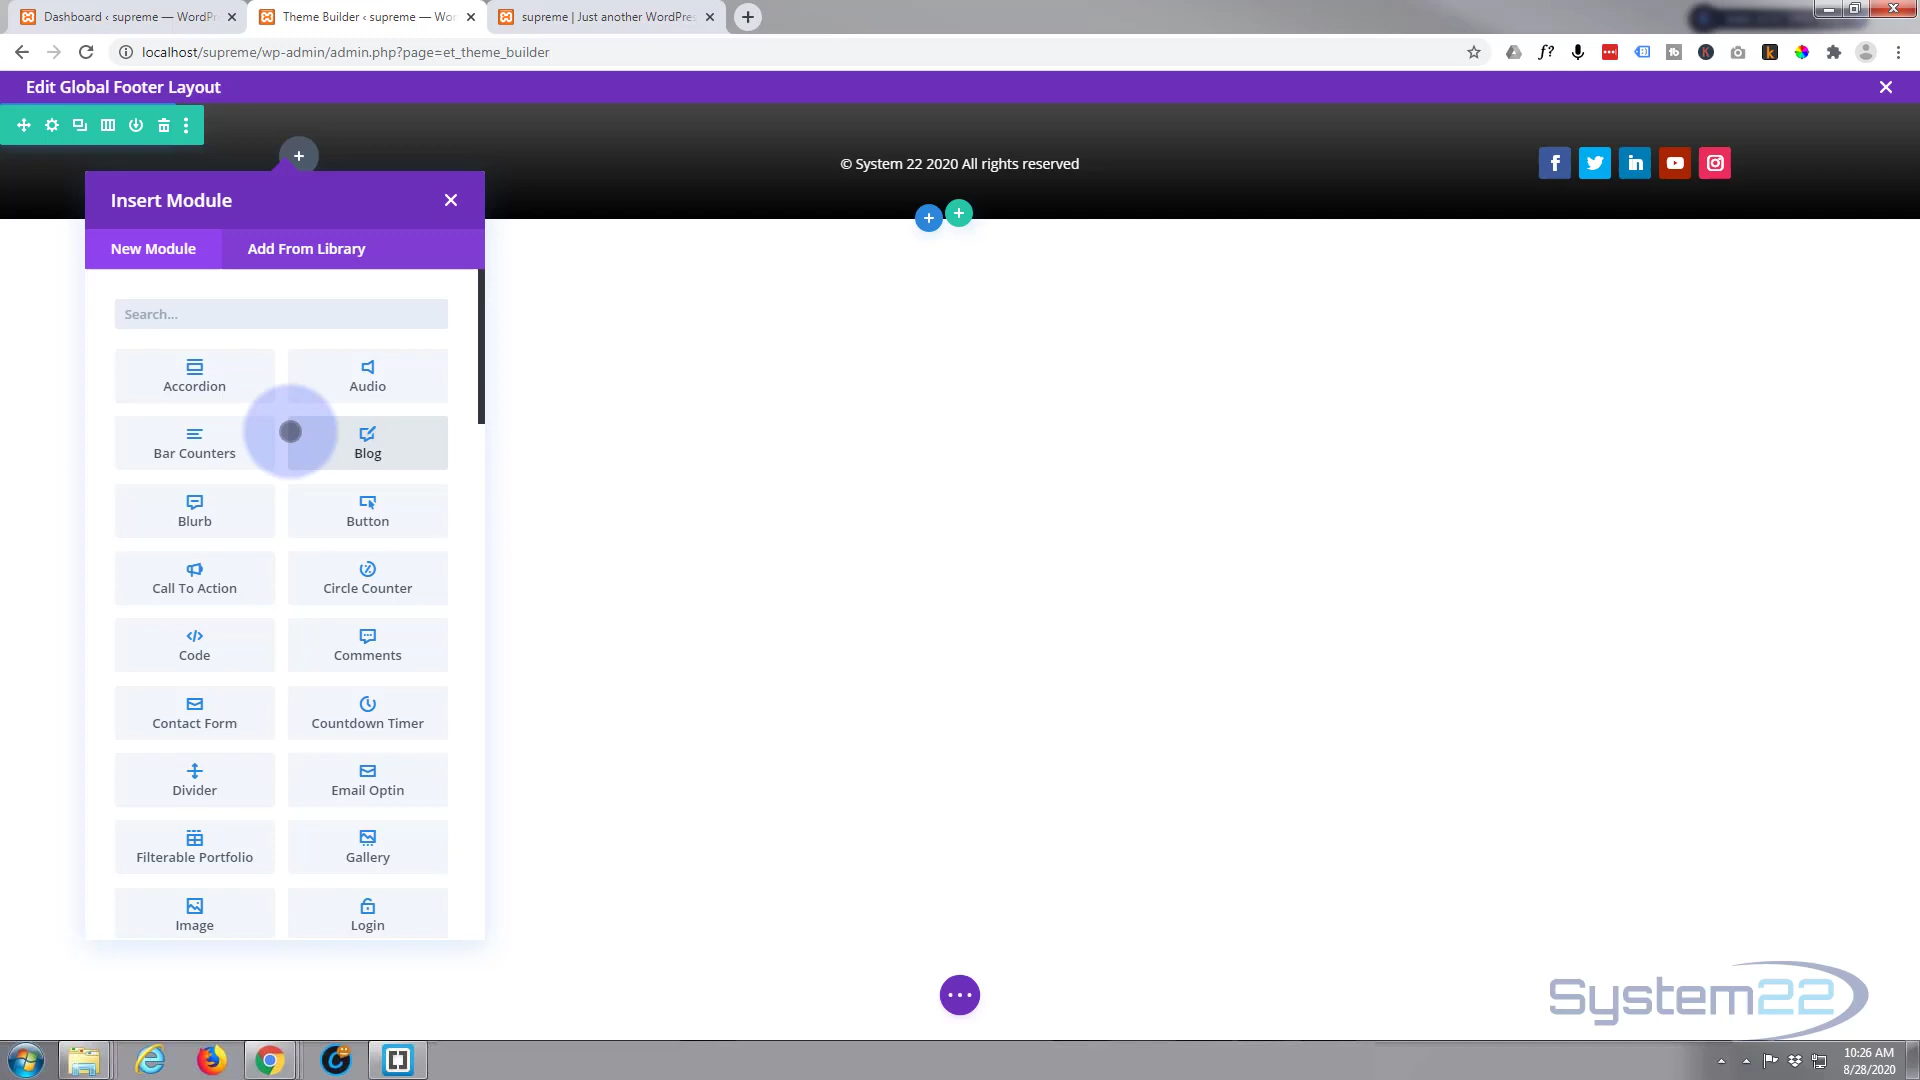 Dashboard ‹ supreme — WordPr
Theme Builder ‹ supreme — Wor
supreme | Just another WordPres
localhost/supreme/wp-admin/admin.php?page=et_theme_builder
Edit Global Footer Layout
© System 22 2020 All rights reserved
Insert Module
New Module
Add From Library
Search...
Accordion
Audio
Bar Counters
Blog
Blurb
Button
Call To Action
Circle Counter
Code
Comments
Contact Form
Countdown Timer
Divider
Email Optin
Filterable Portfolio
Gallery
Image
Login
System22
10:26 AM
8/28/2020